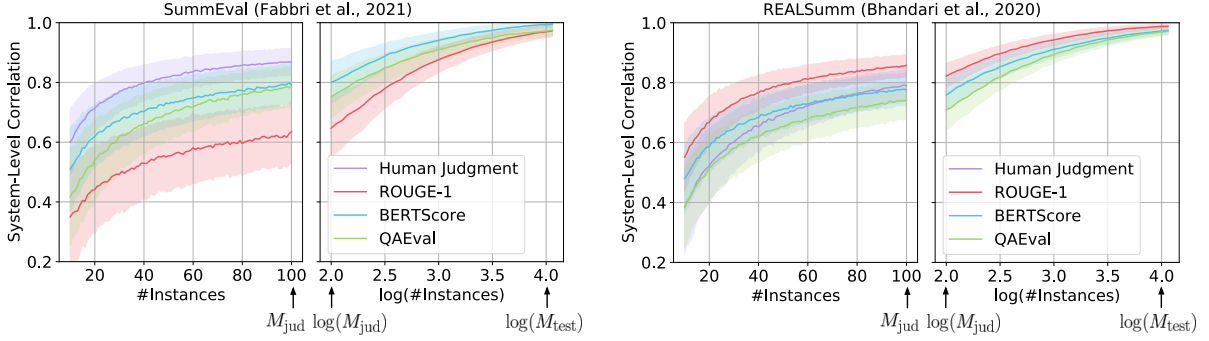 SummEval (Fabbri et al., 2021)
System-Level Correlation
1.0
0.8
0.6
0.4
0.2
20 40 60 80 100
#Instances
M_jud
Human Judgment
ROUGE-1
BERTScore
QAEval
2.0 2.5 3.0 3.5 4.0
log(#Instances)
log(M_jud) log(M_test)
REALSumm (Bhandari et al., 2020)
System-Level Correlation
1.0
0.8
0.6
0.4
0.2
20 40 60 80 100
#Instances
M_jud
Human Judgment
ROUGE-1
BERTScore
QAEval
2.0 2.5 3.0 3.5 4.0
log(#Instances)
log(M_jud) log(M_test)